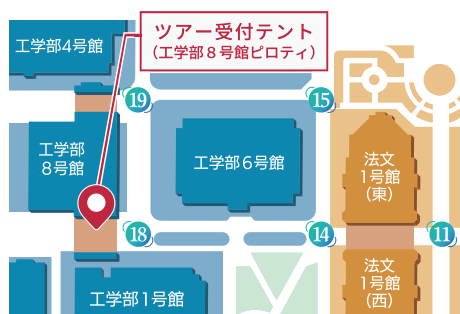 ツアー受付テント
（工学部８号館ピロティ）
工学部4号館
19
15
工学部
8号館
工学部6号館
法文
1号館
（東）
18
14
11
工学部1号館
法文
1号館
（西）